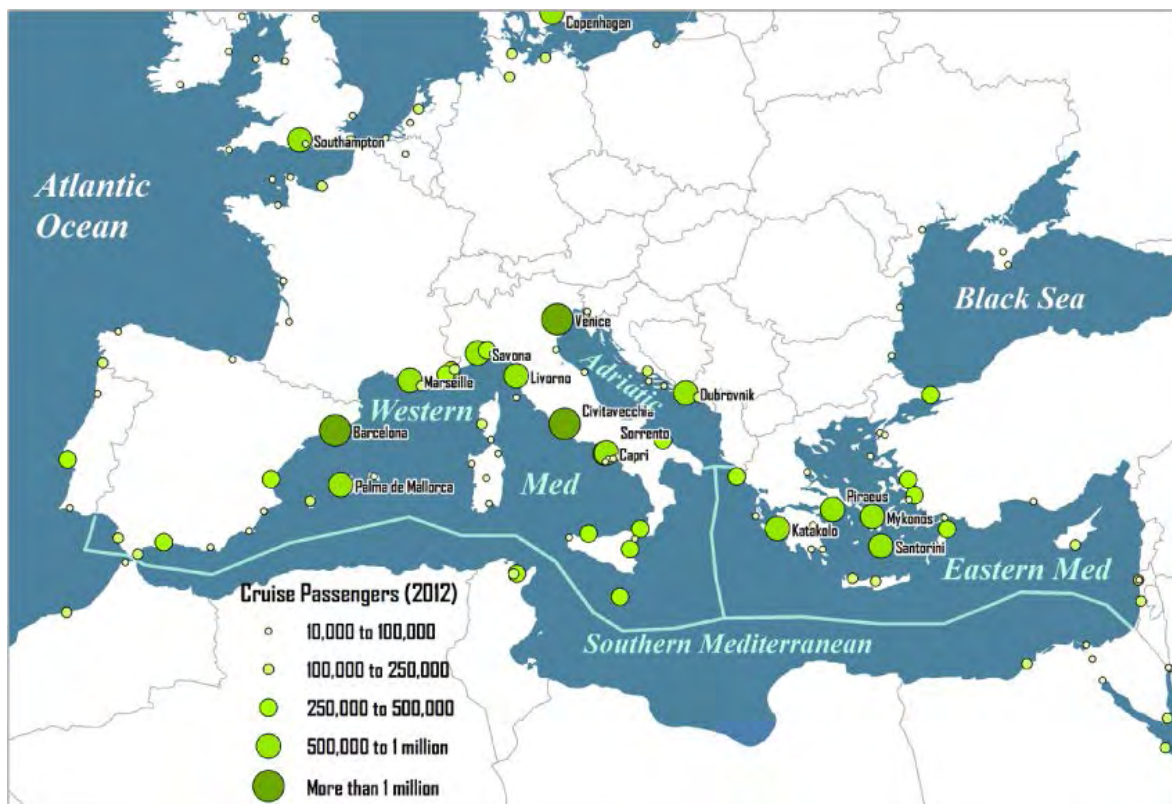 Copenhagen
Southampton
Atlantic
Ocean
Black Sea
Venice
Savona
Marseille
Livorno
Adriatic
Dubrovnik
Western
Civitavecchia
Barcelona
Sorrento
Capri
Palma de Mallorca
Med
Piraeus
Mykonos
Katakolo
Santorini
Eastern Med
Cruise Passengers (2012)
10,000 to 100,000
100,000 to 250,000
250,000 to 500,000
500,000 to 1 million
More than 1 million
Southern Mediterranean